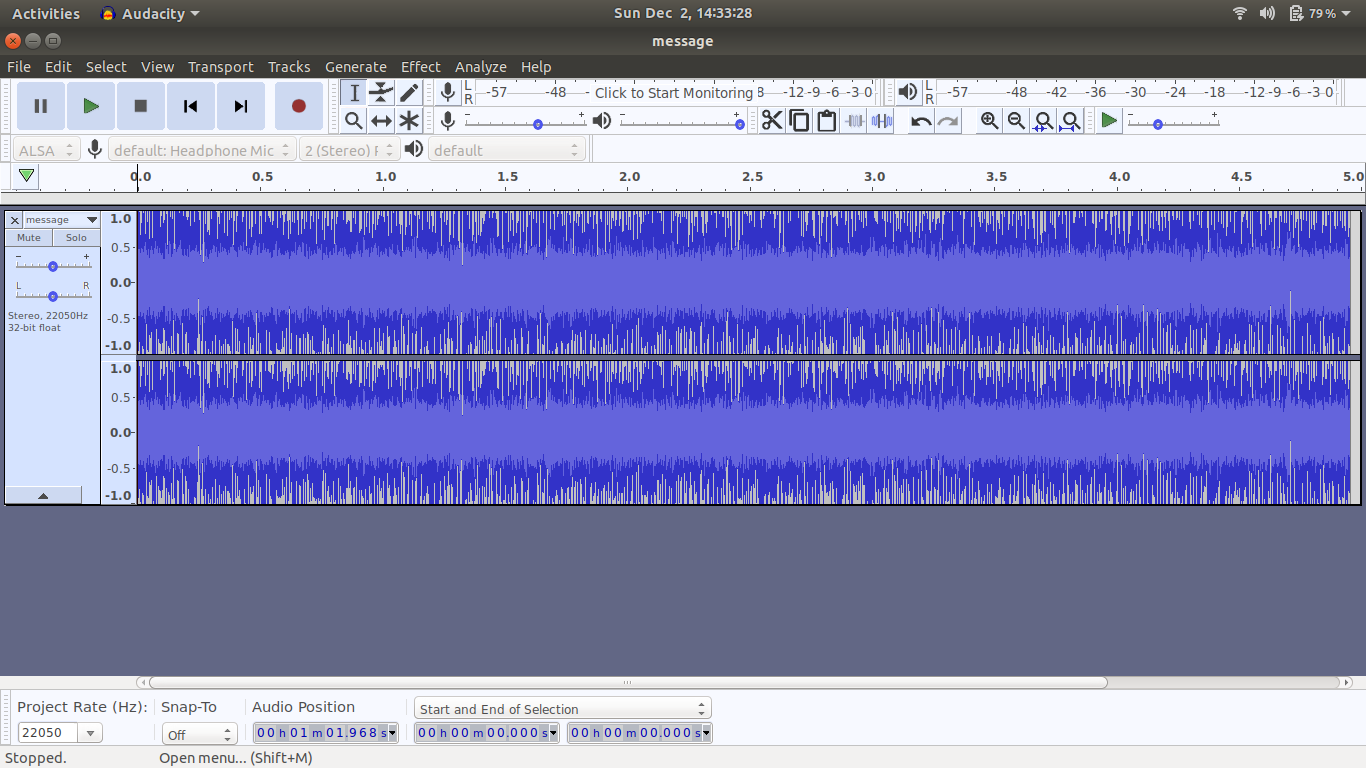 Activities Audacity Sun Dec 2, 14:33:28 79%
message
File Edit Select View Transport Tracks Generate Effect Analyze Help
L -57 -48 - Click to Start Monitoring 8 -12 -9 -6 -3 0 L -57 -48 -42 -36 -30 -24 -18 -12 -9 -6 -3 0
R R
- + - + - +
ALSA default: Headphone Mic 2 (Stereo) default
0.0 0.5 1.0 1.5 2.0 2.5 3.0 3.5 4.0 4.5 5.0
X message 1.0
Mute Solo
0.5
- +
0.0
L R
Stereo, 22050Hz -0.5
32-bit float
-1.0
1.0
0.5
0.0
-0.5
-1.0
Project Rate (Hz): Snap-To Audio Position Start and End of Selection
22050 Off 00 h 01 m 01.968 s 00 h 00 m 00.000 s 00 h 00 m 00.000 s
Stopped. Open menu... (Shift+M)